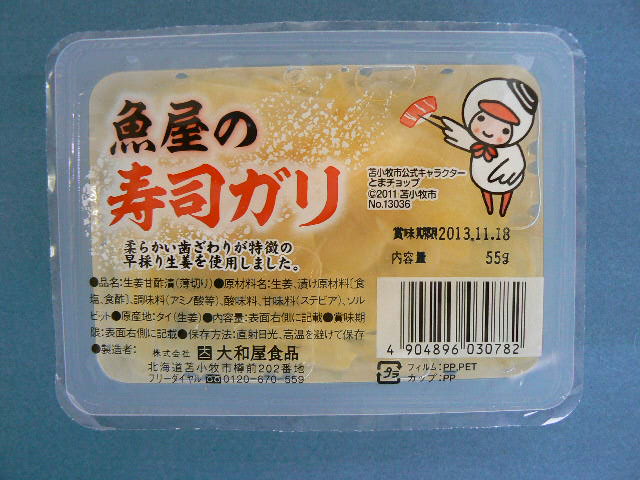 魚屋の
寿司ガリ
柔らかい歯ざわりが特徴の
早採り生姜を使用しました。
苫小牧市公式キャラクター
とまチョップ
©2011 苫小牧市
No.13036
賞味期限2013.11.18
内容量 55g
●品名:生姜甘酢漬(薄切り)●原材料名:生姜、漬け原材料〔食
塩、食酢〕、調味料(アミノ酸等)、酸味料、甘味料(ステビア)、ソル
ビット●原産地:タイ(生姜)●内容量:表面右側に記載●賞味期
限:表面右側に記載●保存方法:直射日光、高温を避けて保存
●製造者: 株式会社 大 大和屋食品
北海道苫小牧市樽前202番地
フリーダイヤル 0120-670-559
4 904896 030782
プラ
フィルム:PP,PET
カップ:PP